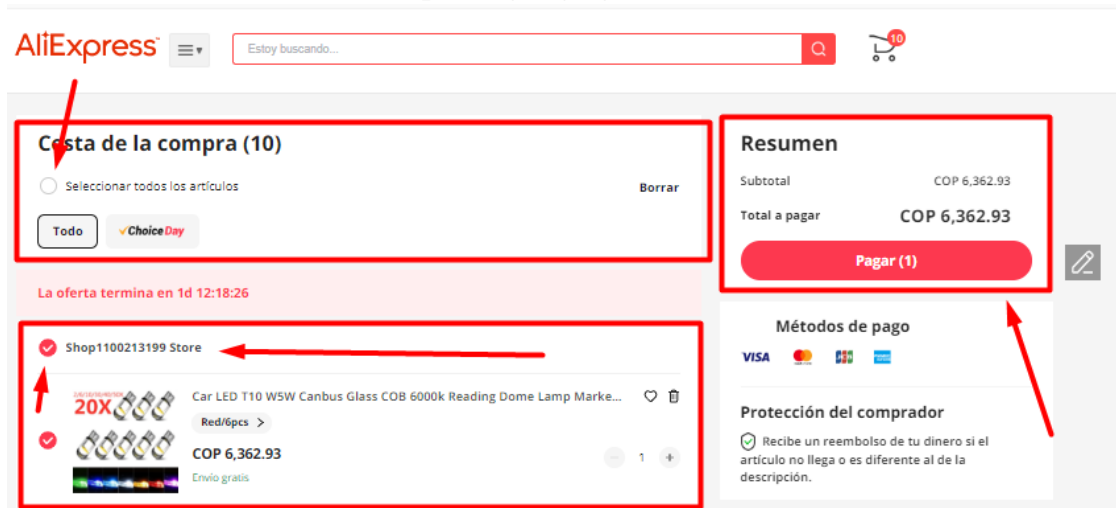 AliExpress
Estoy buscando...
10
Cesta de la compra (10)
Seleccionar todos los artículos
Borrar
Todo
ChoiceDay
La oferta termina en 1d 12:18:26
Shop1100213199 Store
20X
Car LED T10 W5W Canbus Glass COB 6000k Reading Dome Lamp Marke...
Red/6pcs >
COP 6,362.93
- 1 +
Envío gratis
Resumen
Subtotal COP 6,362.93
Total a pagar COP 6,362.93
Pagar (1)
Métodos de pago
VISA
JCB
Protección del comprador
Recibe un reembolso de tu dinero si el
artículo no llega o es diferente al de la
descripción.